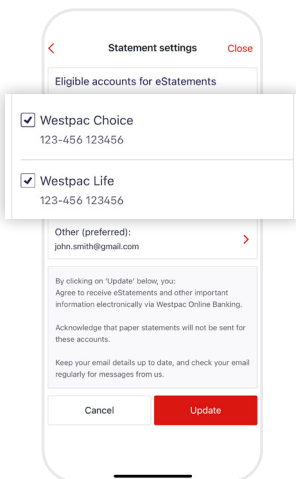 Statement settings Close
Eligible accounts for eStatements
Westpac Choice
123-456 123456
Westpac Life
123-456 123456
Other (preferred):
john.smith@gmail.com
By clicking on 'Update' below, you:
Agree to receive eStatements and other important
information electronically via Westpac Online Banking.
Acknowledge that paper statements will not be sent for
these accounts.
Keep your email details up to date, and check your email
regularly for messages from us.
Cancel Update